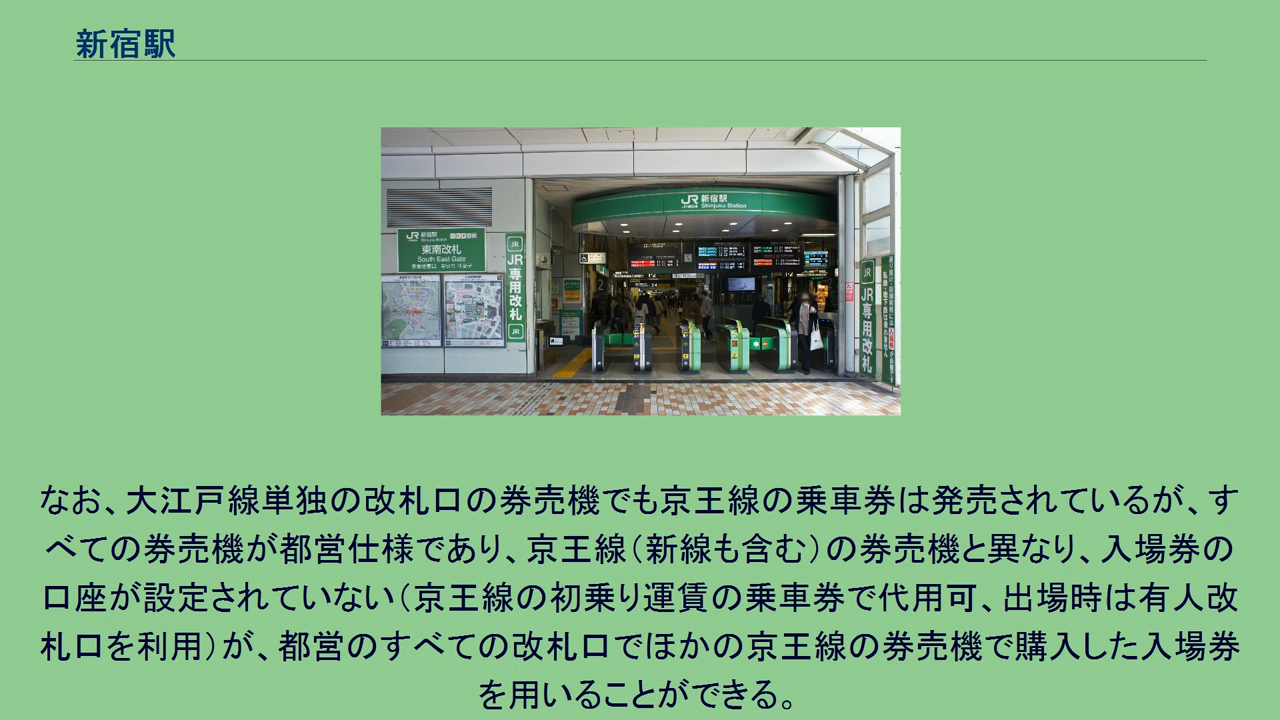 新宿駅
JR 新宿駅
Shinjuku Station
JR 新宿駅
東南改札
South East Gate
JR
JR専用改札
JR
JR
JR専用改札
なお、大江戸線単独の改札口の券売機でも京王線の乗車券は発売されているが、す
べての券売機が都営仕様であり、京王線（新線も含む）の券売機と異なり、入場券の
口座が設定されていない（京王線の初乗り運賃の乗車券で代用可、出場時は有人改
札口を利用）が、都営のすべての改札口でほかの京王線の券売機で購入した入場券
を用いることができる。